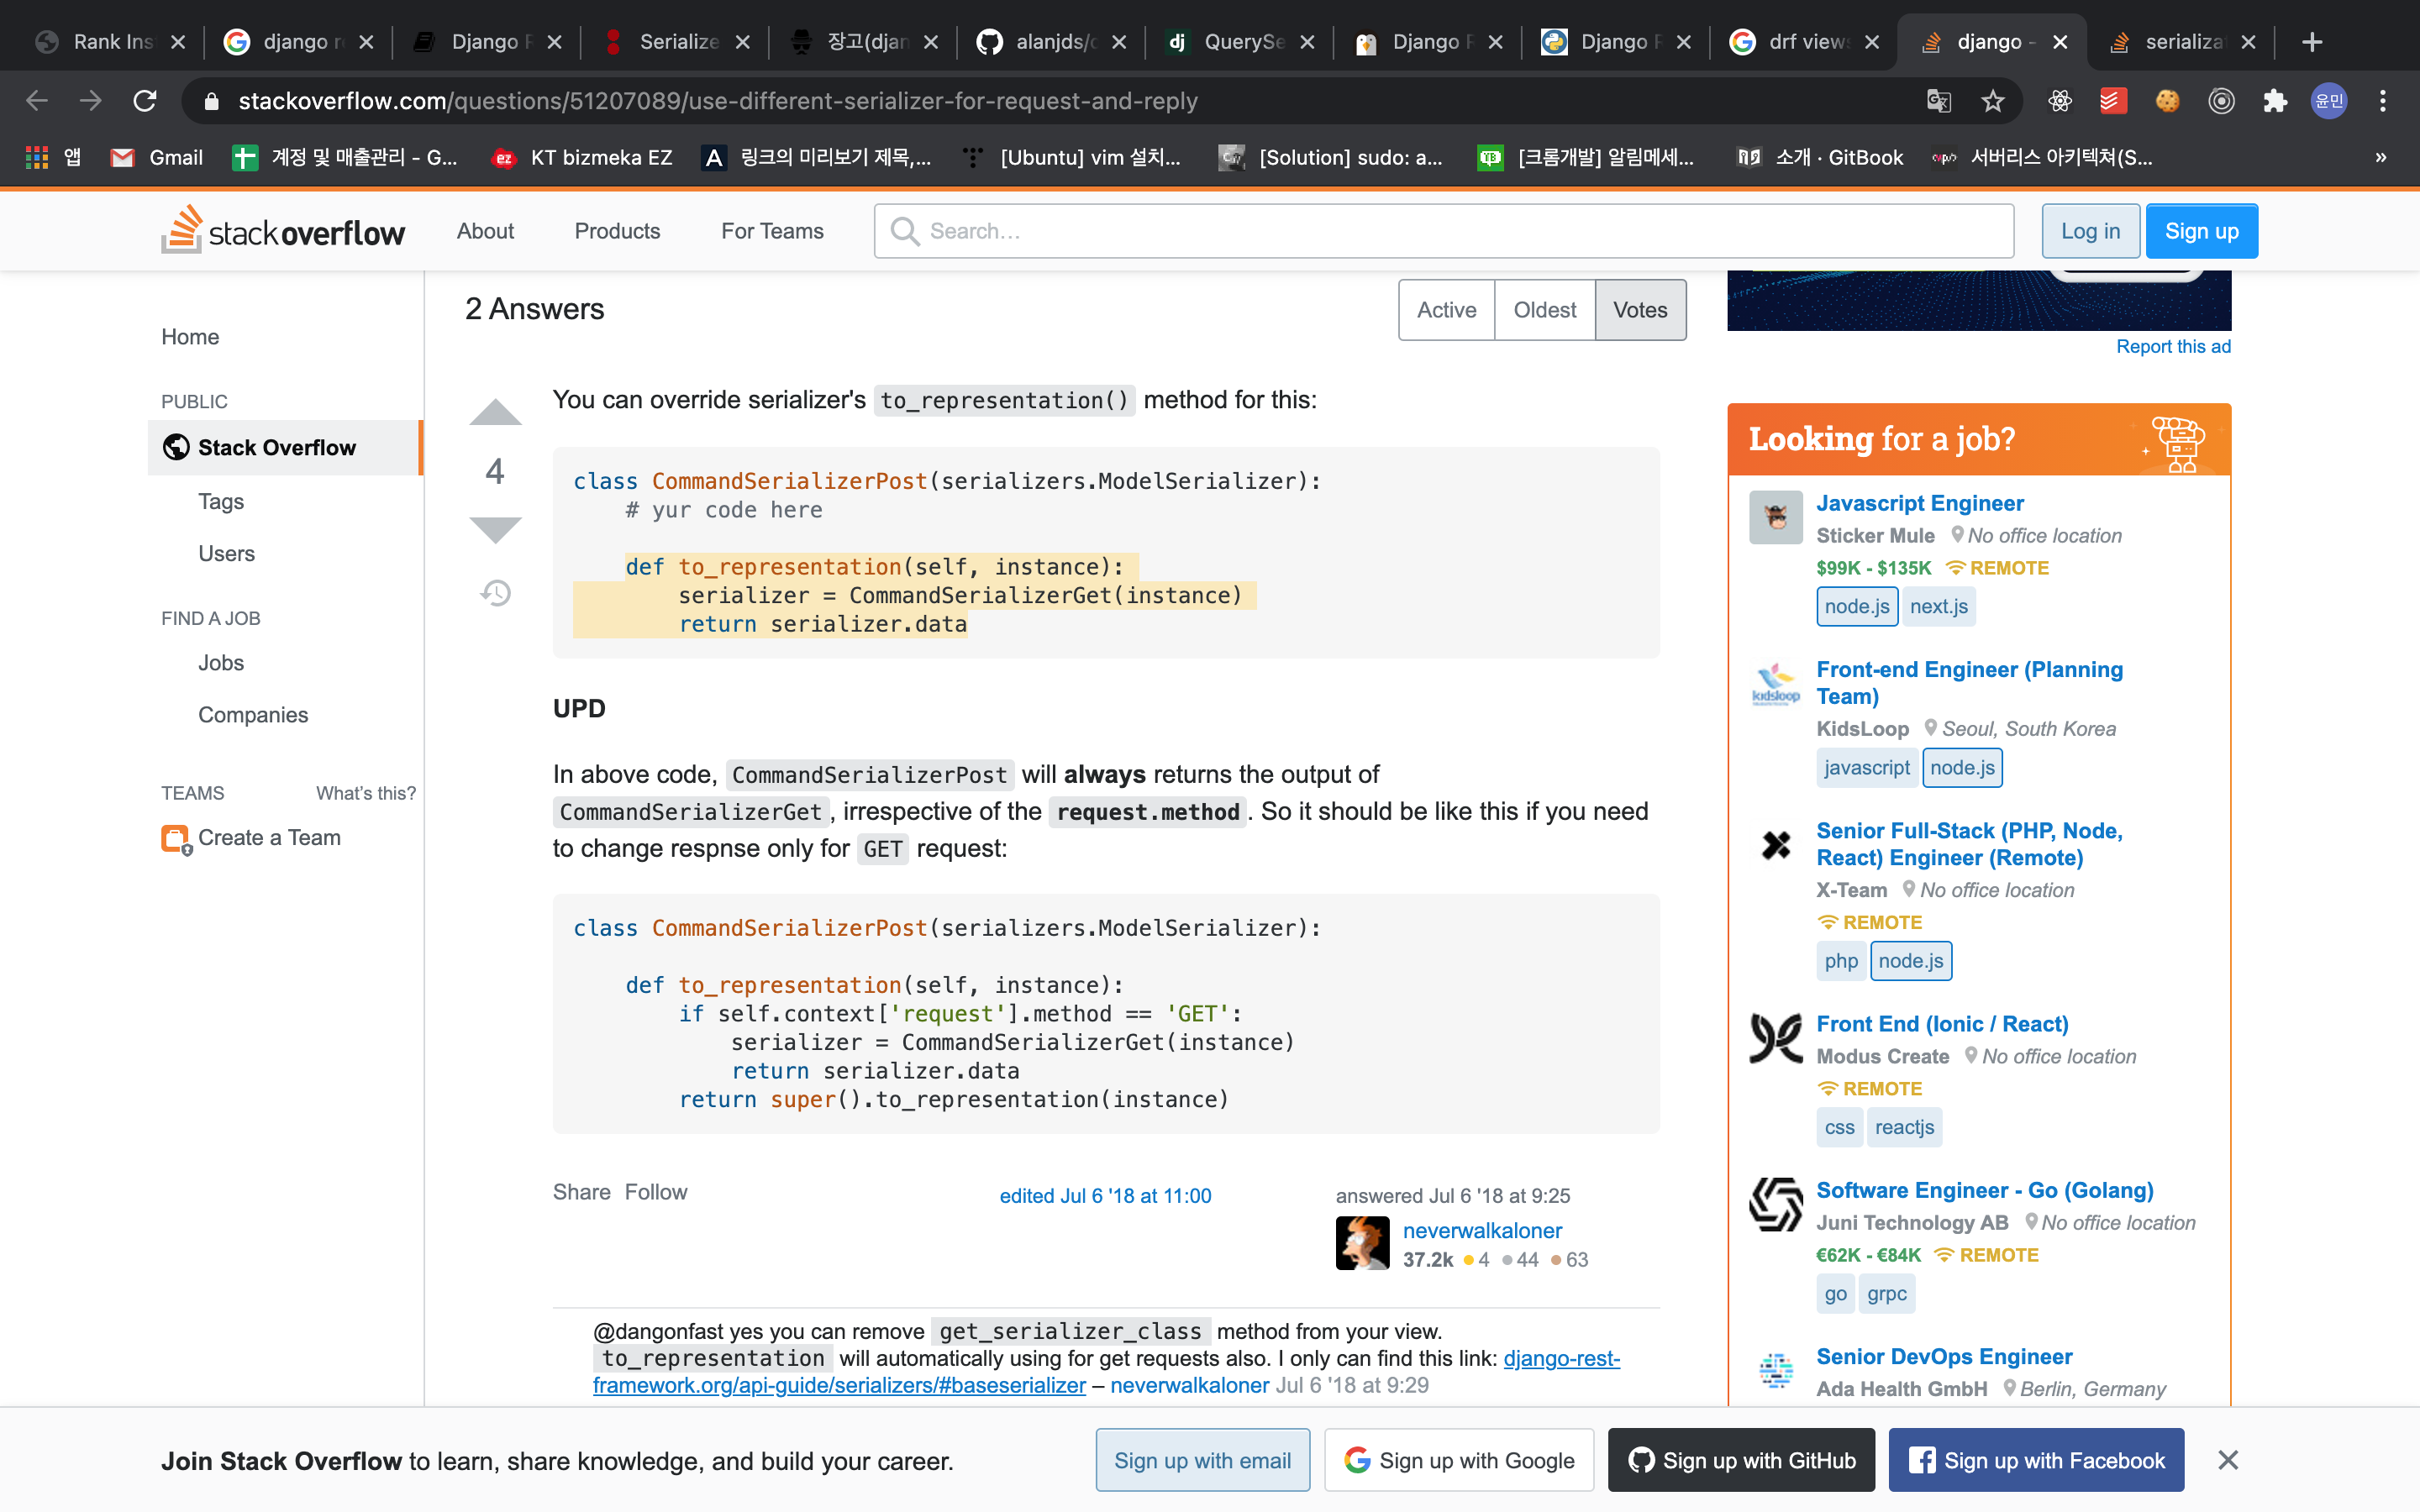 Rank Ins
django r
Django F
Serialize
장고(djan
alanjds/c
dj QuerySe
Django F
Django F
drf views
django -
serializa
stackoverflow.com/questions/51207089/use-different-serializer-for-request-and-reply
윤민
앱
Gmail
계정 및 매출관리 - G...
ez KT bizmeka EZ
A 링크의 미리보기 제목,...
[Ubuntu] vim 설치...
[Solution] sudo: a...
[크롬개발] 알림메세...
소개 · GitBook
서버리스 아키텍쳐(S...
»
stackoverflow
About
Products
For Teams
Search...
Log in
Sign up
Home
PUBLIC
Stack Overflow
Tags
Users
FIND A JOB
Jobs
Companies
TEAMS What's this?
Create a Team
2 Answers
Active Oldest Votes
4
You can override serializer's to_representation() method for this:
class CommandSerializerPost(serializers.ModelSerializer):
# yur code here
def to_representation(self, instance):
serializer = CommandSerializerGet(instance)
return serializer.data
UPD
In above code, CommandSerializerPost will always returns the output of
CommandSerializerGet, irrespective of the request.method. So it should be like this if you need
to change respnse only for GET request:
class CommandSerializerPost(serializers.ModelSerializer):
def to_representation(self, instance):
if self.context['request'].method == 'GET':
serializer = CommandSerializerGet(instance)
return serializer.data
return super().to_representation(instance)
Share Follow
edited Jul 6 '18 at 11:00
answered Jul 6 '18 at 9:25
neverwalkaloner
37.2k 4 44 63
@dangonfast yes you can remove get_serializer_class method from your view.
to_representation will automatically using for get requests also. I only can find this link: django-rest-
framework.org/api-guide/serializers/#baseserializer – neverwalkaloner Jul 6 '18 at 9:29
Report this ad
Looking for a job?
Javascript Engineer
Sticker Mule No office location
$99K - $135K REMOTE
node.js next.js
kidsloop
Front-end Engineer (Planning
Team)
KidsLoop Seoul, South Korea
javascript node.js
Senior Full-Stack (PHP, Node,
React) Engineer (Remote)
X-Team No office location
REMOTE
php node.js
Front End (Ionic / React)
Modus Create No office location
REMOTE
css reactjs
Software Engineer - Go (Golang)
Juni Technology AB No office location
€62K - €84K REMOTE
go grpc
Senior DevOps Engineer
Ada Health GmbH Berlin, Germany
Join Stack Overflow to learn, share knowledge, and build your career.
Sign up with email
Sign up with Google
Sign up with GitHub
Sign up with Facebook